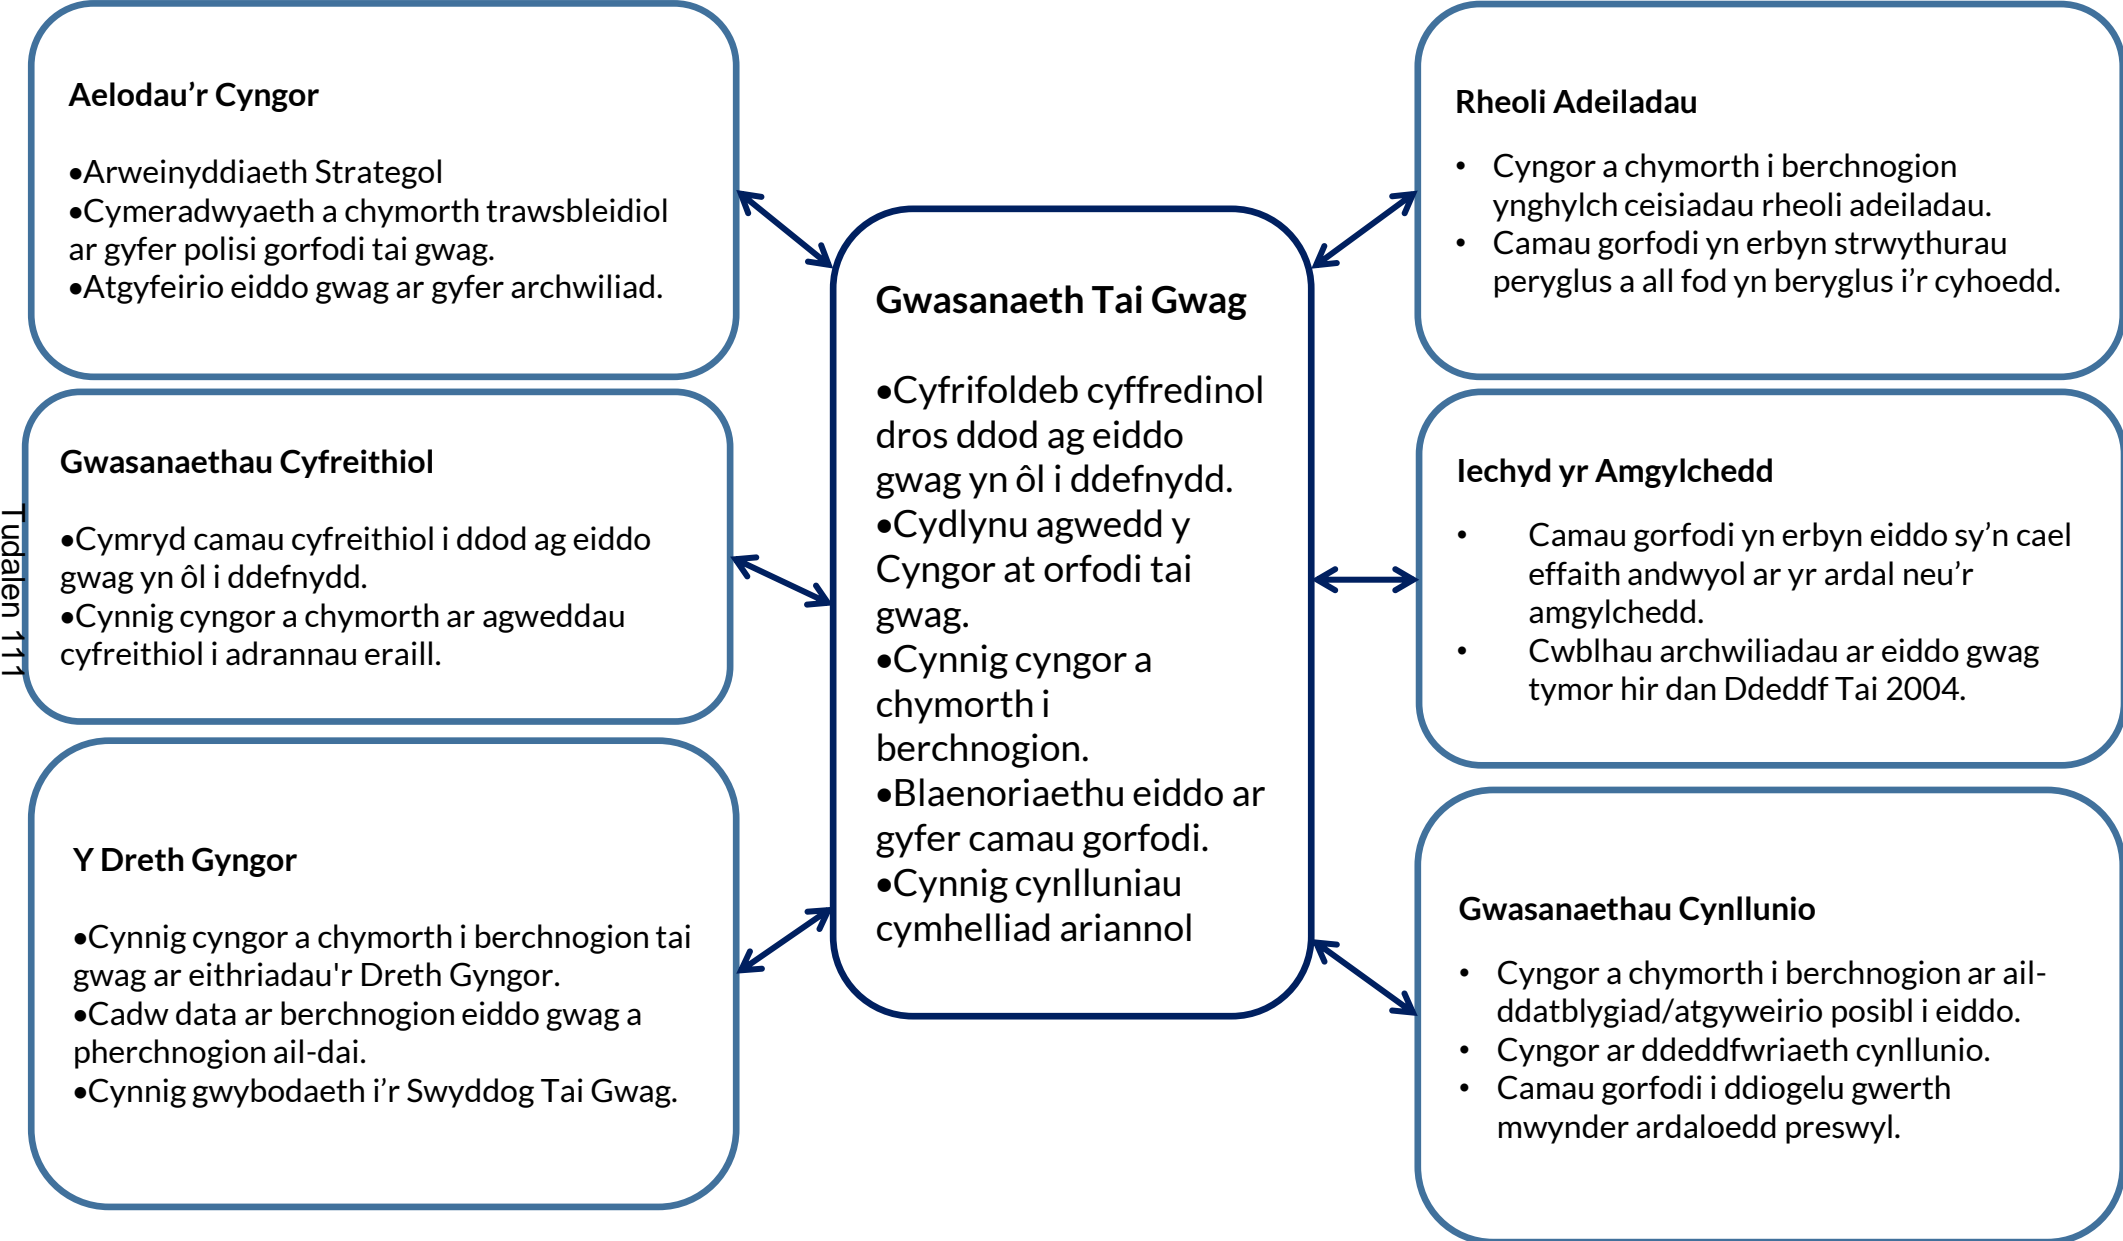 Aelodau’r Cyngor
•Arweinyddiaeth Strategol
•Cymeradwyaeth a chymorth trawsbleidiol
ar gyfer polisi gorfodi tai gwag.
•Atgyfeirio eiddo gwag ar gyfer archwiliad.
Gwasanaethau Cyfreithiol
•Cymryd camau cyfreithiol i ddod ag eiddo
gwag yn ôl i ddefnydd.
•Cynnig cyngor a chymorth ar agweddau
cyfreithiol i adrannau eraill.
Y Dreth Gyngor
•Cynnig cyngor a chymorth i berchnogion tai
gwag ar eithriadau'r Dreth Gyngor.
•Cadw data ar berchnogion eiddo gwag a
pherchnogion ail-dai.
•Cynnig gwybodaeth i’r Swyddog Tai Gwag.
Gwasanaeth Tai Gwag
•Cyfrifoldeb cyffredinol
dros ddod ag eiddo
gwag yn ôl i ddefnydd.
•Cydlynu agwedd y
Cyngor at orfodi tai
gwag.
•Cynnig cyngor a
chymorth i
berchnogion.
•Blaenoriaethu eiddo ar
gyfer camau gorfodi.
•Cynnig cynlluniau
cymhelliad ariannol
Rheoli Adeiladau
• Cyngor a chymorth i berchnogion
ynghylch ceisiadau rheoli adeiladau.
• Camau gorfodi yn erbyn strwythurau
peryglus a all fod yn beryglus i’r cyhoedd.
Iechyd yr Amgylchedd
• Camau gorfodi yn erbyn eiddo sy’n cael
effaith andwyol ar yr ardal neu’r
amgylchedd.
• Cwblhau archwiliadau ar eiddo gwag
tymor hir dan Ddeddf Tai 2004.
Gwasanaethau Cynllunio
• Cyngor a chymorth i berchnogion ar ail-
ddatblygiad/atgyweirio posibl i eiddo.
• Cyngor ar ddeddfwriaeth cynllunio.
• Camau gorfodi i ddiogelu gwerth
mwynder ardaloedd preswyl.
Tudalen 111